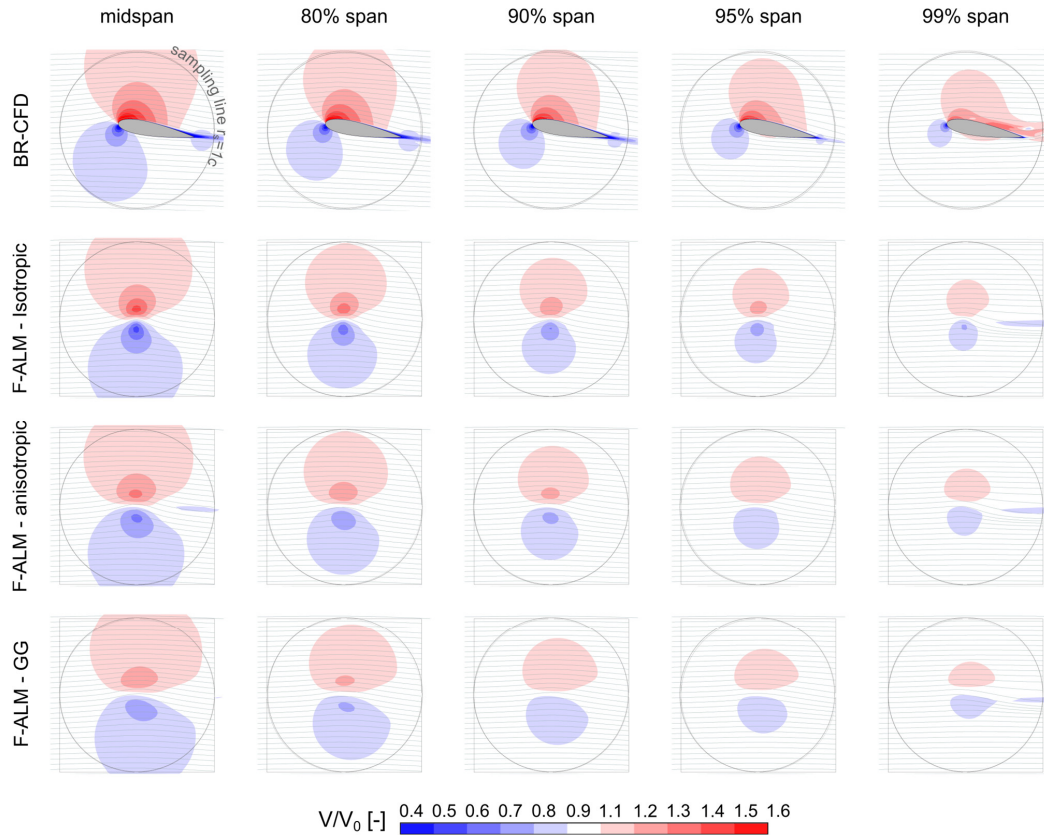 midspan 80% span 90% span 95% span 99% span
BR-CFD
sampling line rₛ=1c
F-ALM - Isotropic
F-ALM - anisotropic
F-ALM - GG
V/V₀ [-]
0.4 0.5 0.6 0.7 0.8 0.9 1.1 1.2 1.3 1.4 1.5 1.6